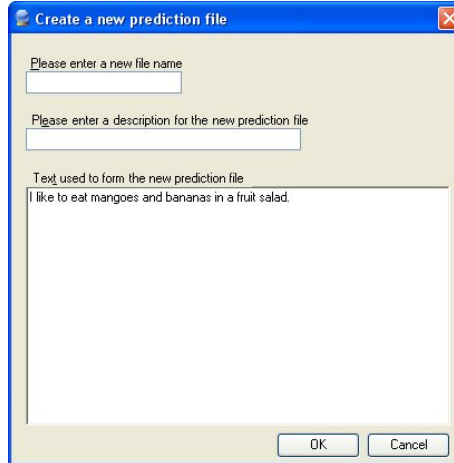 Create a new prediction file
Please enter a new file name
Please enter a description for the new prediction file
Text used to form the new prediction file
I like to eat mangoes and bananas in a fruit salad.
OK
Cancel